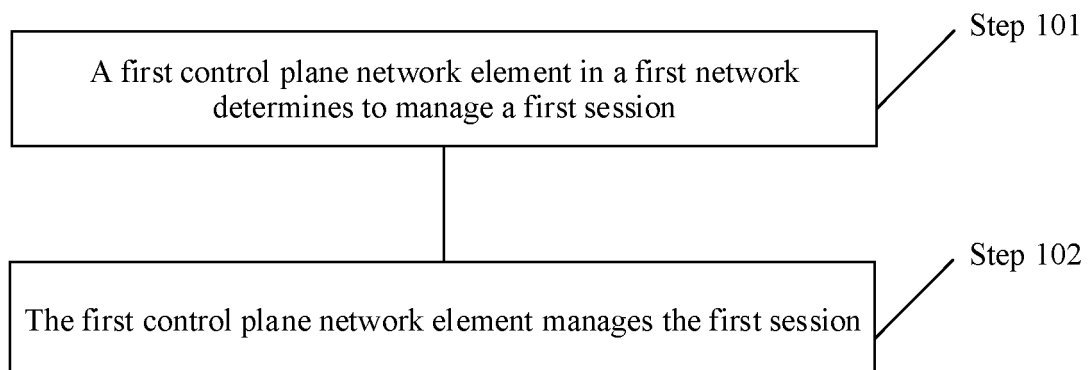 Step 101
A first control plane network element in a first network
determines to manage a first session
Step 102
The first control plane network element manages the first session